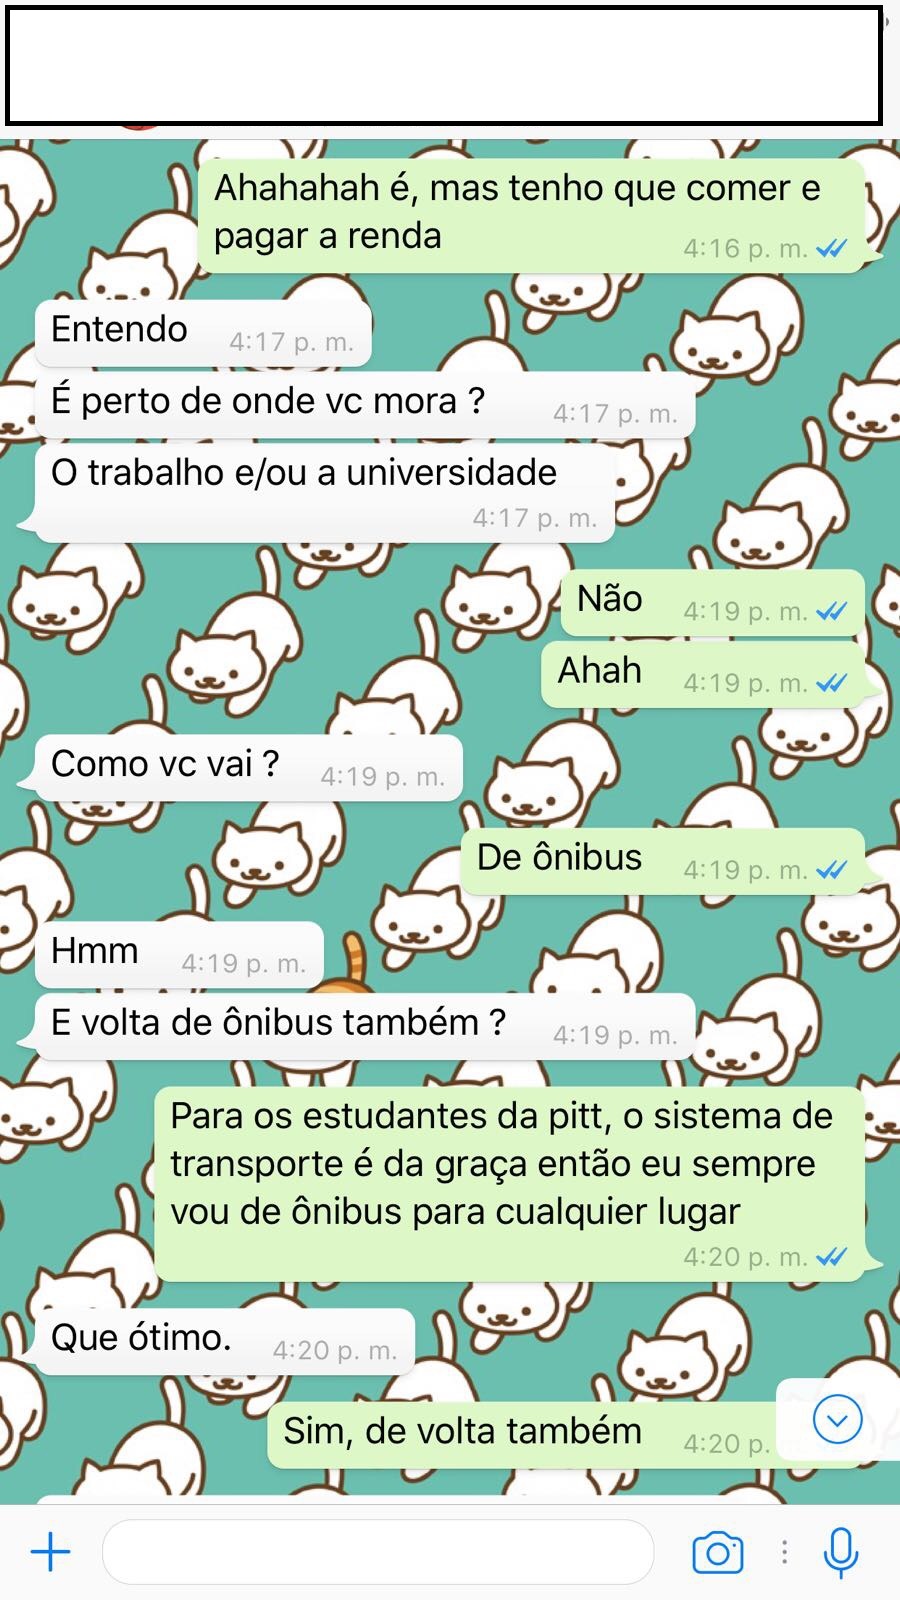 Ahahahah é, mas tenho que comer e
pagar a renda
4:16 p. m.
Entendo
4:17 p. m.
É perto de onde vc mora ?
4:17 p. m.
O trabalho e/ou a universidade
4:17 p. m.
Não
4:19 p. m.
Ahah
4:19 p. m.
Como vc vai ?
4:19 p. m.
De ônibus
4:19 p. m.
Hmm
4:19 p. m.
E volta de ônibus também ?
4:19 p. m.
Para os estudantes da pitt, o sistema de
transporte é da graça então eu sempre
vou de ônibus para cualquier lugar
4:20 p. m.
Que ótimo.
4:20 p. m.
Sim, de volta também
4:20 p.